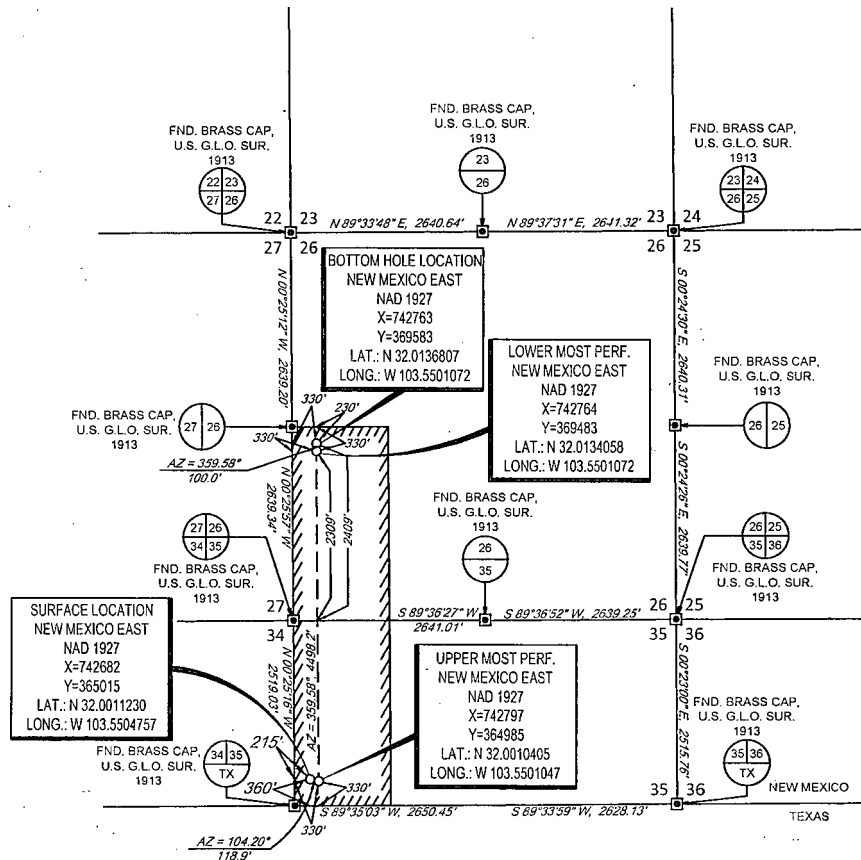 FND. BRASS CAP,
U.S. G.L.O. SUR.
1913
23
26
FND. BRASS CAP,
U.S. G.L.O. SUR.
1913
22 23
27 26
FND. BRASS CAP,
U.S. G.L.O. SUR.
1913
23 24
26 25
22 23
27 26
N 89°33'48" E, 2640.64'
N 89°37'31" E, 2641.32'
23 24
26 25
BOTTOM HOLE LOCATION
NEW MEXICO EAST
NAD 1927
X=742763
Y=369583
LAT.: N 32.0136807
LONG.: W 103.5501072
LOWER MOST PERF.
NEW MEXICO EAST
NAD 1927
X=742764
Y=369483
LAT.: N 32.0134058
LONG.: W 103.5501072
N 00°25'12" W, 2639.20'
S 00°24'30" E, 2640.31'
FND. BRASS CAP,
U.S. G.L.O. SUR.
1913
27 26
FND. BRASS CAP,
U.S. G.L.O. SUR.
1913
26 25
330'
230'
330'
330'
AZ = 359.58°
100.0'
N 00°25'57" W
2639.34'
2309'
2409'
S 00°24'26" E, 2639.77'
27 26
34 35
FND. BRASS CAP,
U.S. G.L.O. SUR.
1913
FND. BRASS CAP,
U.S. G.L.O. SUR.
1913
26
35
26 25
35 36
FND. BRASS CAP,
U.S. G.L.O. SUR.
1913
27
34
S 89°36'27" W,
2641.01'
S 89°36'52" W, 2639.25'
26 25
35 36
SURFACE LOCATION
NEW MEXICO EAST
NAD 1927
X=742682
Y=365015
LAT.: N 32.0011230
LONG.: W 103.5504757
N 00°25'16" W
2519.03'
AZ = 359.58° 4498.2'
UPPER MOST PERF.
NEW MEXICO EAST
NAD 1927
X=742797
Y=364985
LAT.: N 32.0010405
LONG.: W 103.5501047
S 00°23'00" E, 2515.76'
FND. BRASS CAP,
U.S. G.L.O. SUR.
1913
34 35
TX
FND. BRASS CAP,
U.S. G.L.O. SUR.
1913
35 36
TX
215'
360'
330'
330'
S 89°35'03" W, 2650.45'
S 89°33'59" W, 2628.13'
35 36
NEW MEXICO
TEXAS
AZ = 104.20°
118.9'